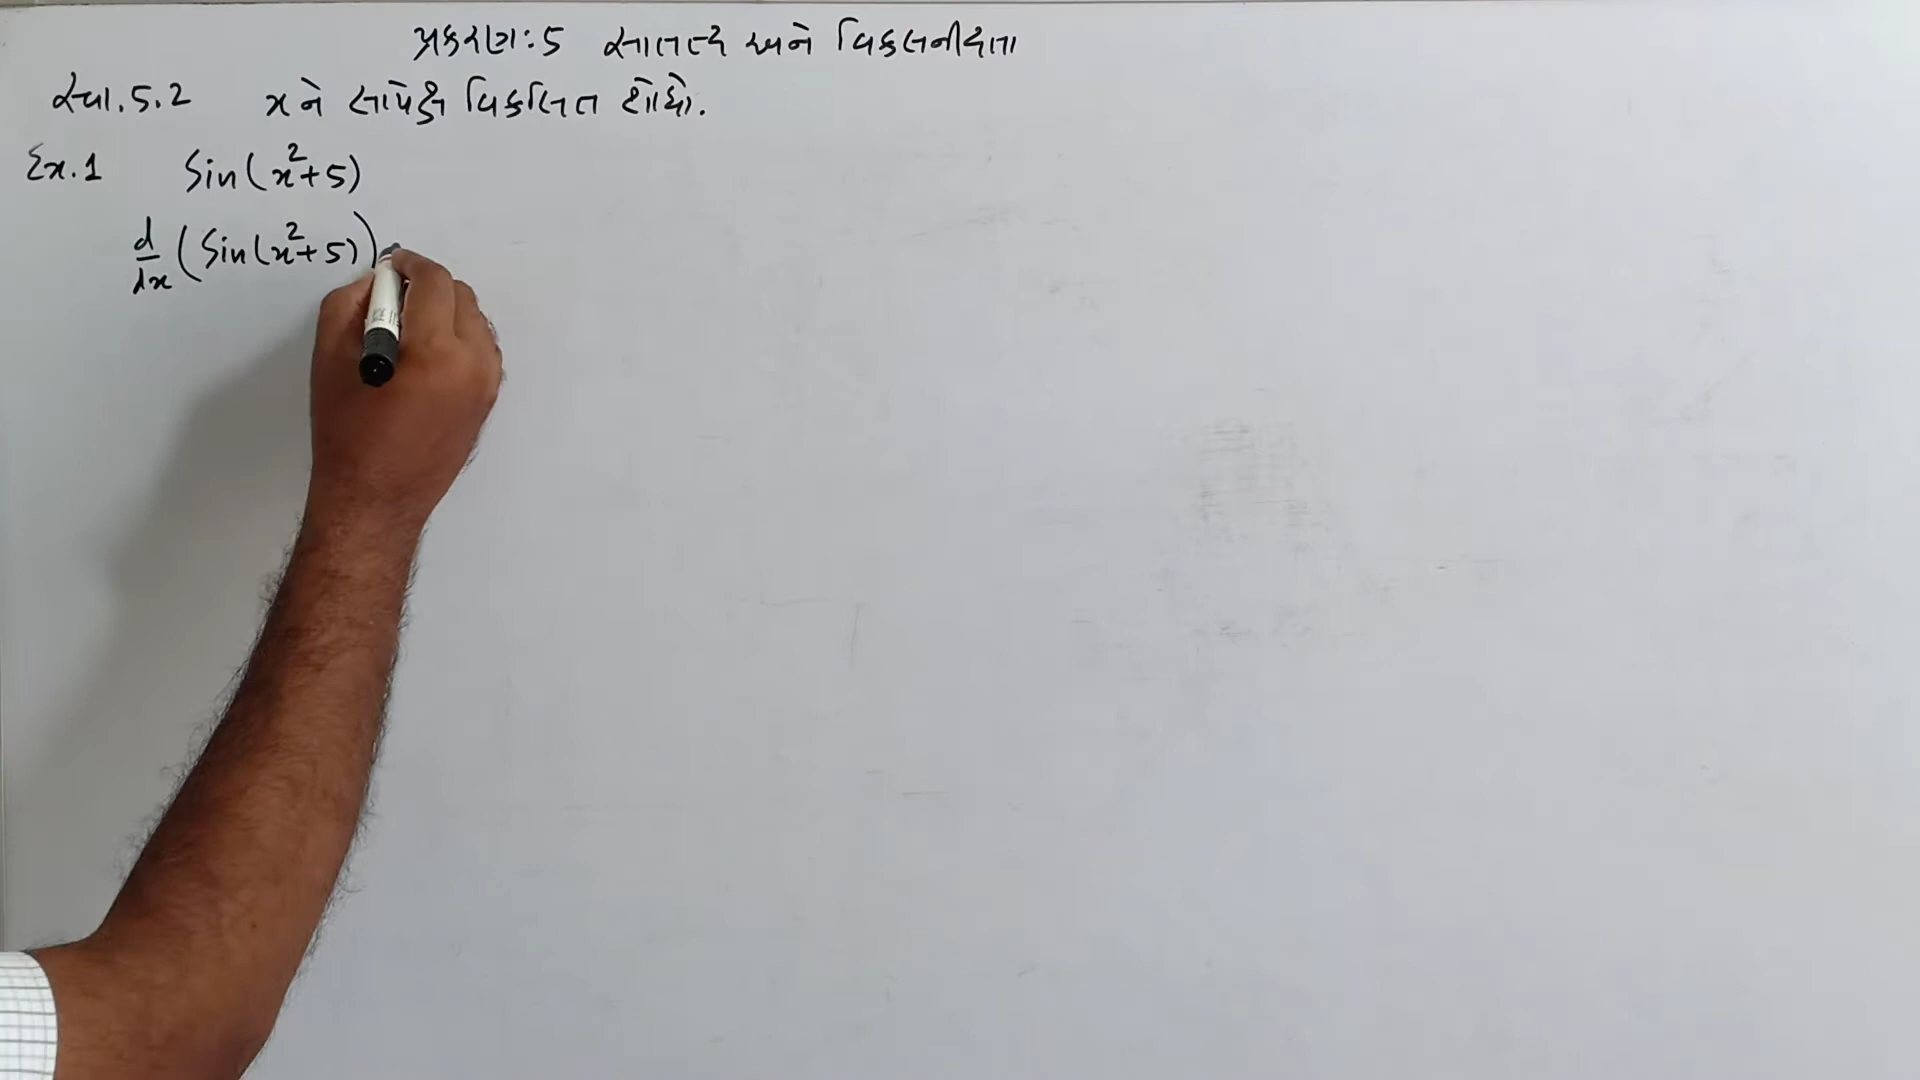 પ્રકરણ: 5 સાતત્ય અને વિકલનીયતા
સ્વા. 5.2 x ને સાપેક્ષ વિકલિત શોધો.
Ex. 1 Sin(x²+5)
d/dx (Sin(x²+5))